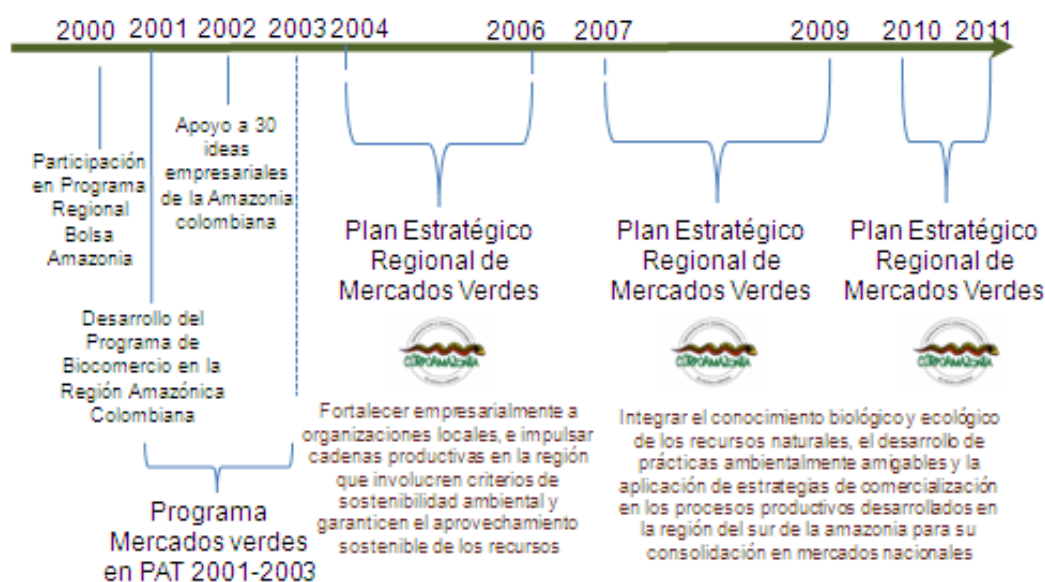 2000 2001 2002 2003 2004 2006 2007 2009 2010 2011
Participación
en Programa
Regional
Bolsa
Amazonia
Apoyo a 30
ideas
empresariales
de la Amazonia
colombiana
Desarrollo del
Programa de
Biocomercio en la
Región Amazónica
Colombiana
Programa
Mercados verdes
en PAT 2001-2003
Plan Estratégico
Regional de
Mercados Verdes
CORPOAMAZONIA
Fortalecer empresarialmente a
organizaciones locales, e impulsar
cadenas productivas en la región
que involucren criterios de
sostenibilidad ambiental y
garanticen el aprovechamiento
sostenible de los recursos
Plan Estratégico
Regional de
Mercados Verdes
CORPOAMAZONIA
Plan Estratégico
Regional de
Mercados Verdes
CORPOAMAZONIA
Integrar el conocimiento biológico y ecológico
de los recursos naturales, el desarrollo de
prácticas ambientalmente amigables y la
aplicación de estrategias de comercialización
en los procesos productivos desarrollados en
la región del sur de la amazonia para su
consolidación en mercados nacionales